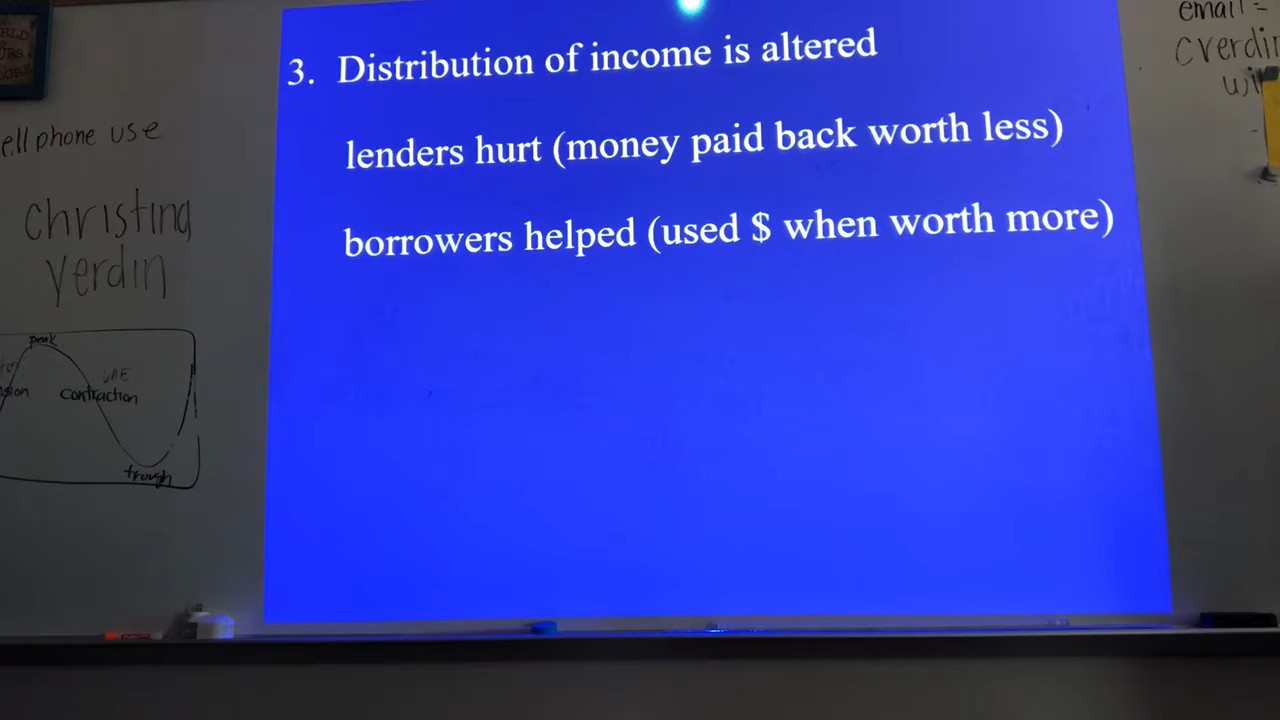 3. Distribution of income is altered
lenders hurt (money paid back worth less)
borrowers helped (used $ when worth more)
email =
cell phone use
christina
verdin
peak
contraction
trough